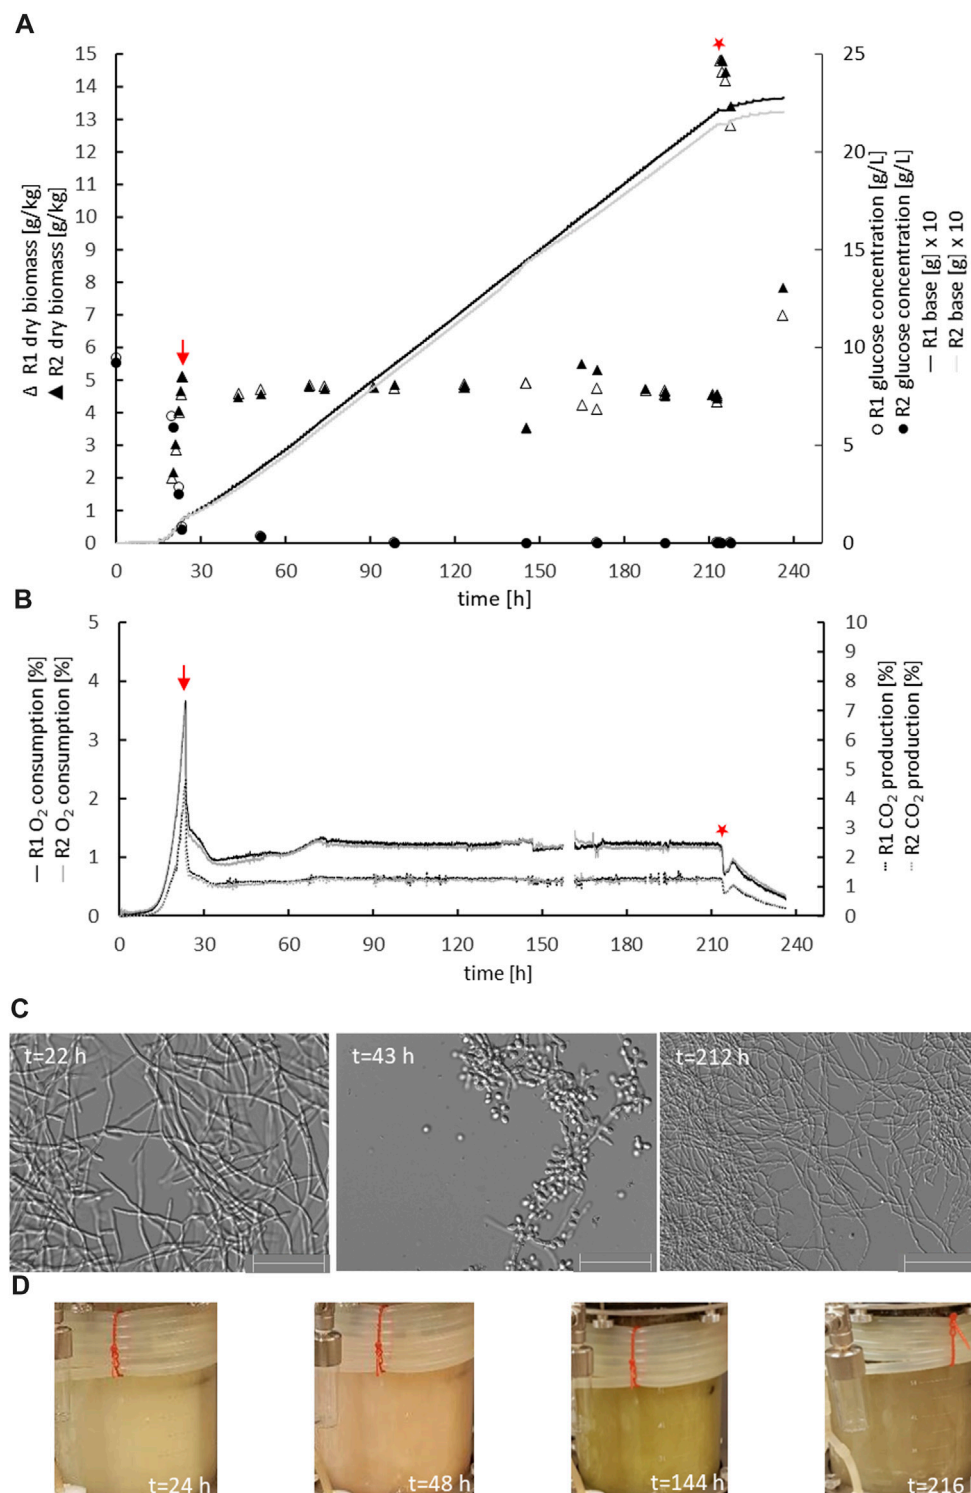 A
15
14
13
12
11
10
9
8
7
6
5
4
3
2
1
0
25
20
15
10
5
0
△ R1 dry biomass [g/kg]
▲ R2 dry biomass [g/kg]
○ R1 glucose concentration [g/L]
● R2 glucose concentration [g/L]
— R1 base [g] x 10
— R2 base [g] x 10
0 30 60 90 120 150 180 210 240
time [h]
B
5
4
3
2
1
0
10
9
8
7
6
5
4
3
2
1
0
— R1 O₂ consumption [%]
— R2 O₂ consumption [%]
R1 CO₂ production [%]
R2 CO₂ production [%]
0 30 60 90 120 150 180 210 240
time [h]
C
t=22 h
t=43 h
t=212 h
D
t=24 h
t=48 h
t=144 h
t=216